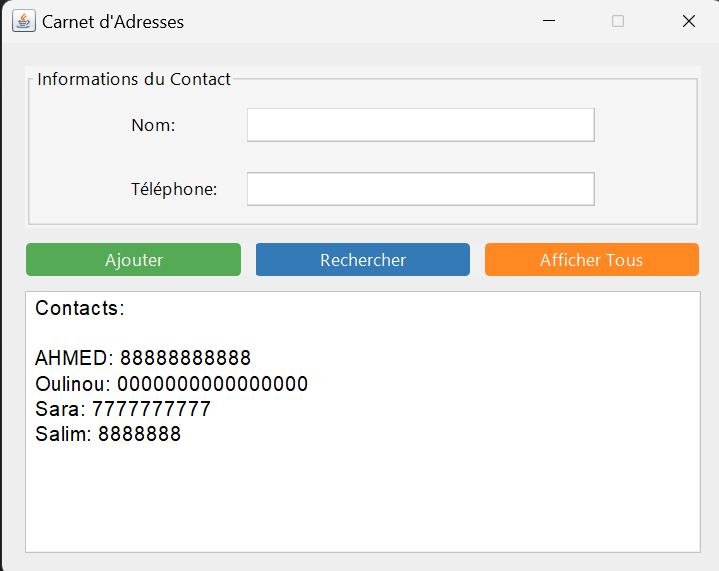 Carnet d'Adresses
Informations du Contact
Nom:
Téléphone:
Ajouter Rechercher Afficher Tous
Contacts:
AHMED: 88888888888
Oulinou: 0000000000000000
Sara: 7777777777
Salim: 8888888